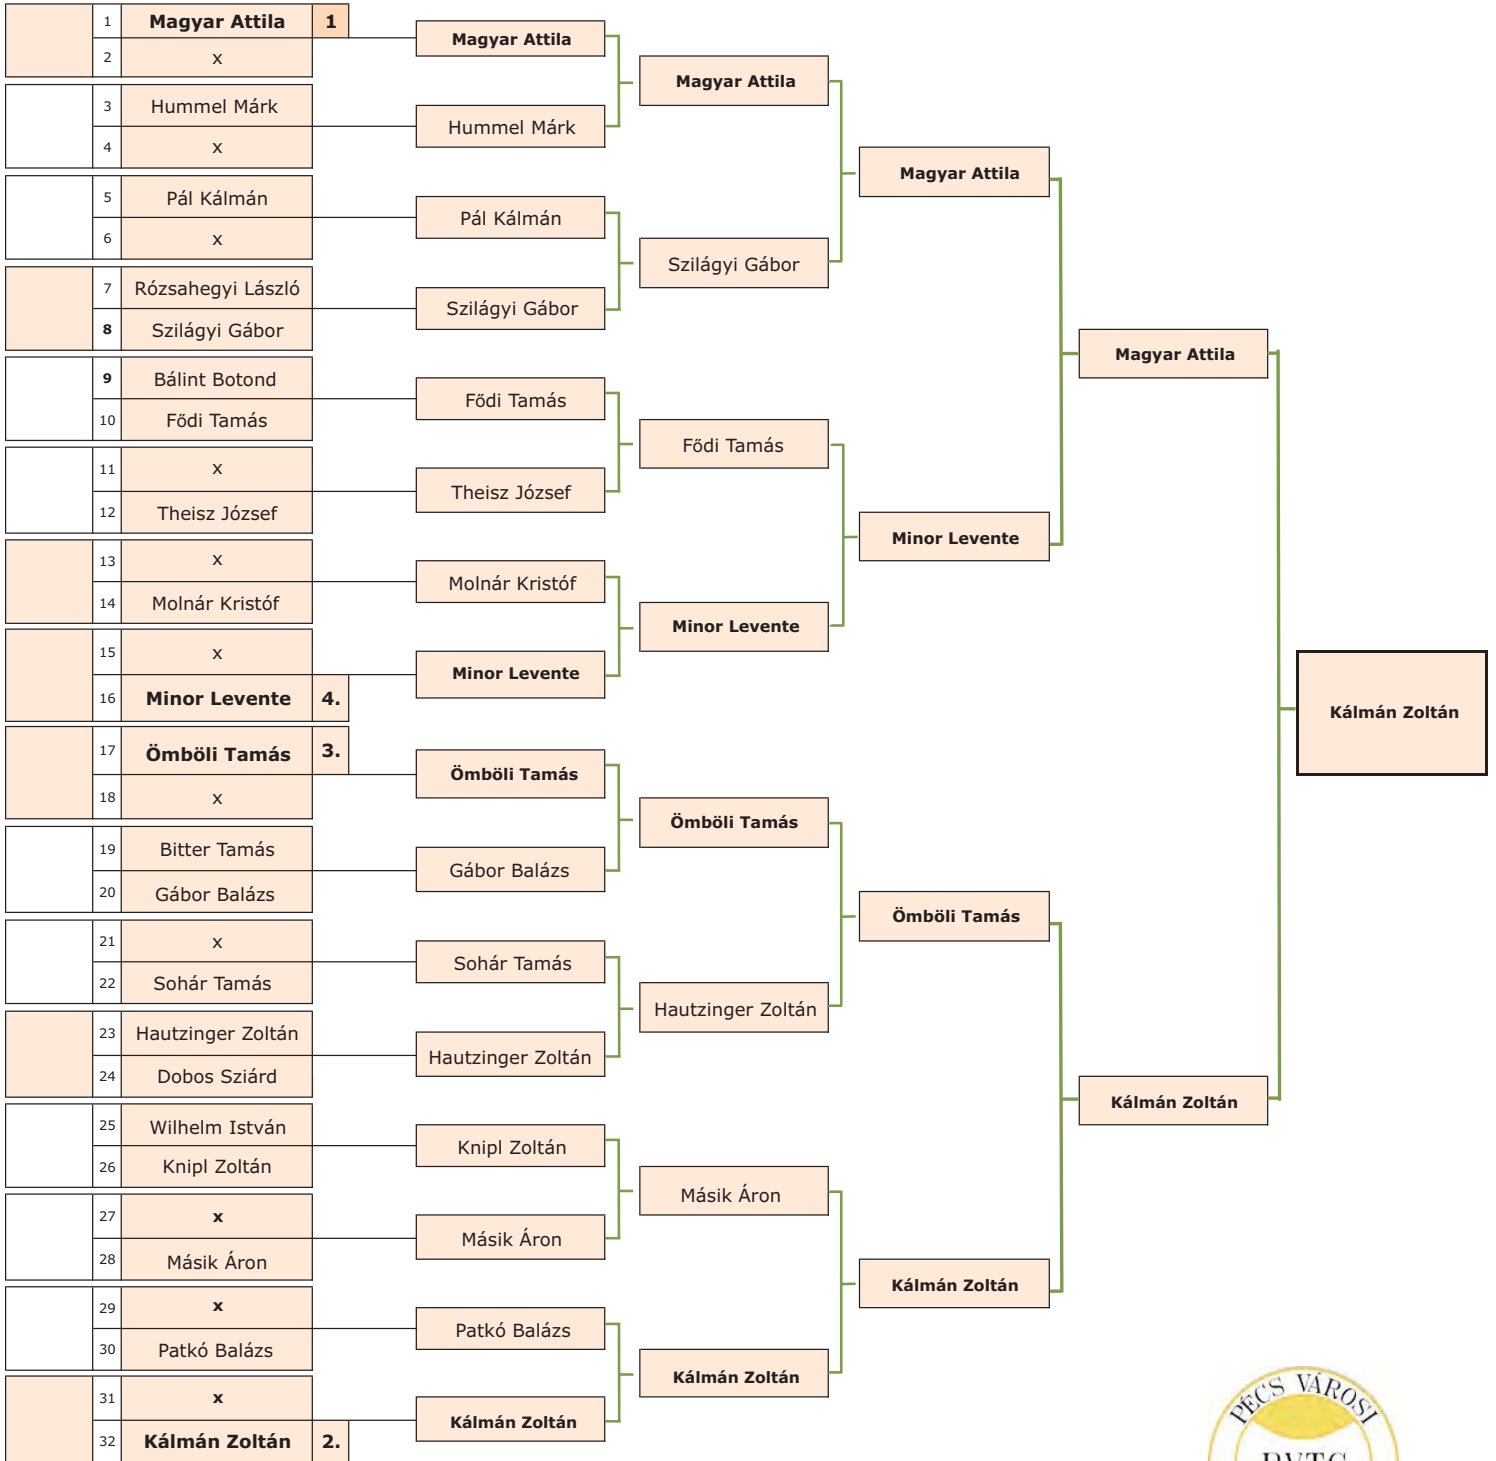 1 Magyar Attila 1
2 x
3 Hummel Márk
4 x
5 Pál Kálmán
6 x
7 Rózsahegyi László
8 Szilágyi Gábor
9 Bálint Botond
10 Fődi Tamás
11 x
12 Theisz József
13 x
14 Molnár Kristóf
15 x
16 Minor Levente 4.
17 Ömböli Tamás 3.
18 x
19 Bitter Tamás
20 Gábor Balázs
21 x
22 Sohár Tamás
23 Hautzinger Zoltán
24 Dobos Sziárd
25 Wilhelm István
26 Knipl Zoltán
27 x
28 Másik Áron
29 x
30 Patkó Balázs
31 x
32 Kálmán Zoltán 2.
Magyar Attila
Hummel Márk
Pál Kálmán
Szilágyi Gábor
Fődi Tamás
Theisz József
Molnár Kristóf
Minor Levente
Ömböli Tamás
Gábor Balázs
Sohár Tamás
Hautzinger Zoltán
Knipl Zoltán
Másik Áron
Patkó Balázs
Kálmán Zoltán
Magyar Attila
Szilágyi Gábor
Fődi Tamás
Minor Levente
Ömböli Tamás
Hautzinger Zoltán
Másik Áron
Kálmán Zoltán
Magyar Attila
Minor Levente
Ömböli Tamás
Kálmán Zoltán
Magyar Attila
Kálmán Zoltán
Kálmán Zoltán
PÉCS VÁROSI
PVTC